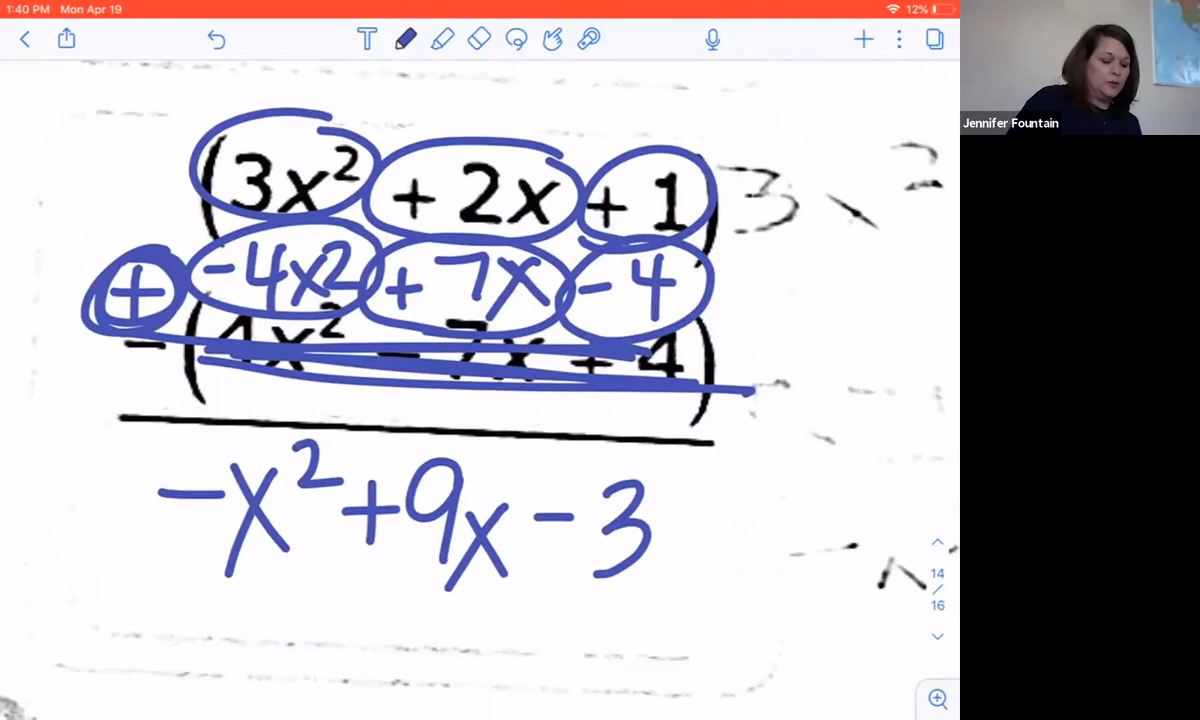 1:40 PM Mon Apr 19
12%
T
Jennifer Fountain
(3x² + 2x + 1) 3x²
+ -4x2 + 7x - 4
- (4x² - 7x + 4)
-x² + 9x - 3
14
/
16